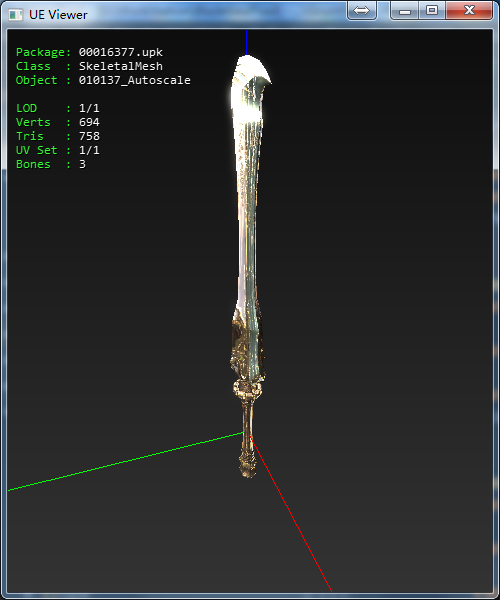 UE Viewer
Package: 00016377.upk
Class : SkeletalMesh
Object : 010137_Autoscale
LOD : 1/1
Verts : 694
Tris : 758
UV Set : 1/1
Bones : 3